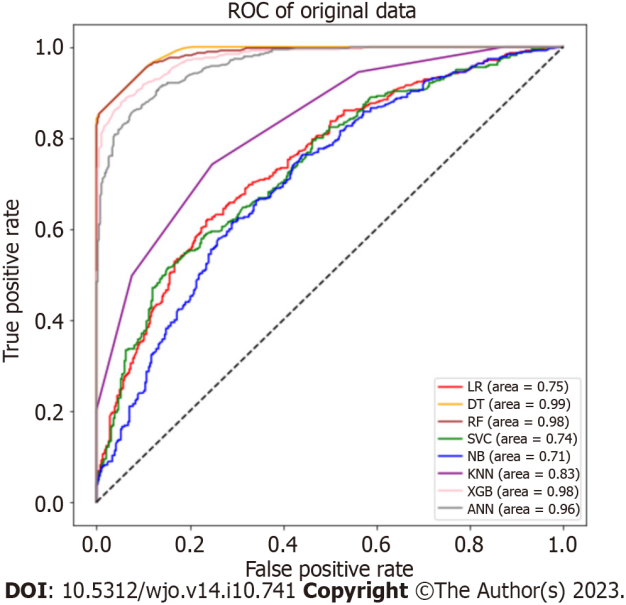 ROC of original data
1.0
0.8
0.6
0.4
0.2
0.0
True positive rate
LR (area = 0.75)
DT (area = 0.99)
RF (area = 0.98)
SVC (area = 0.74)
NB (area = 0.71)
KNN (area = 0.83)
XGB (area = 0.98)
ANN (area = 0.96)
0.0 0.2 0.4 0.6 0.8 1.0
False positive rate
DOI: 10.5312/wjo.v14.i10.741 Copyright ©The Author(s) 2023.